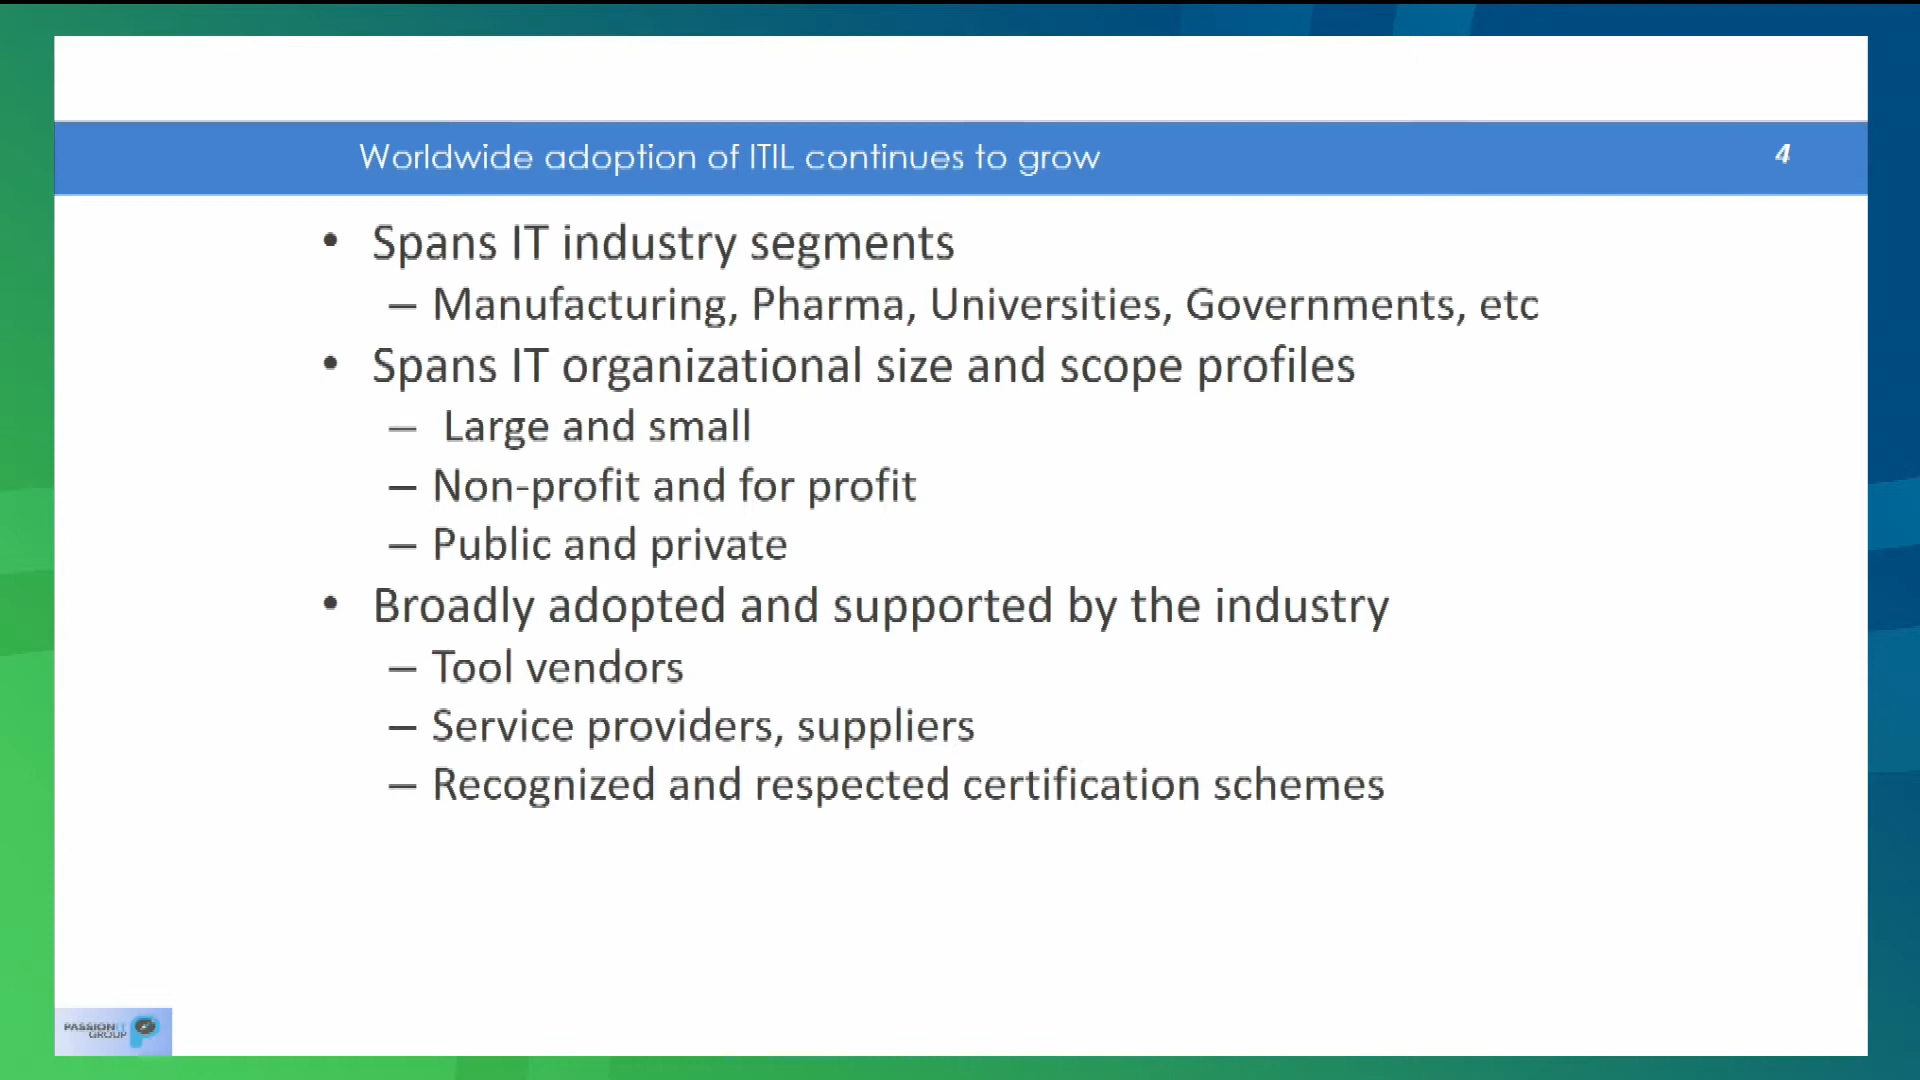 Worldwide adoption of ITIL continues to grow
4
• Spans IT industry segments
– Manufacturing, Pharma, Universities, Governments, etc
• Spans IT organizational size and scope profiles
– Large and small
– Non-profit and for profit
– Public and private
• Broadly adopted and supported by the industry
– Tool vendors
– Service providers, suppliers
– Recognized and respected certification schemes
PASSIONIT
GROUP